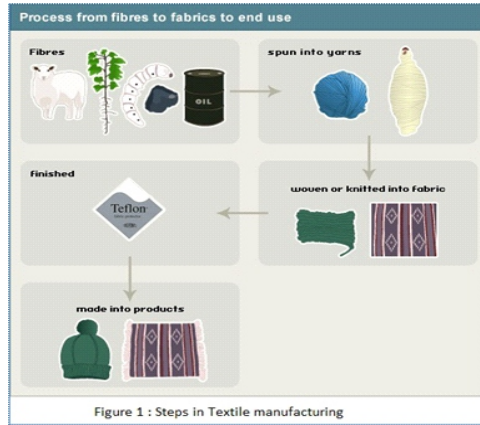 Process from fibres to fabrics to end use
Fibres
OIL
spun into yarns
woven or knitted into fabric
finished
Teflon
made into products
Figure 1 : Steps in Textile manufacturing